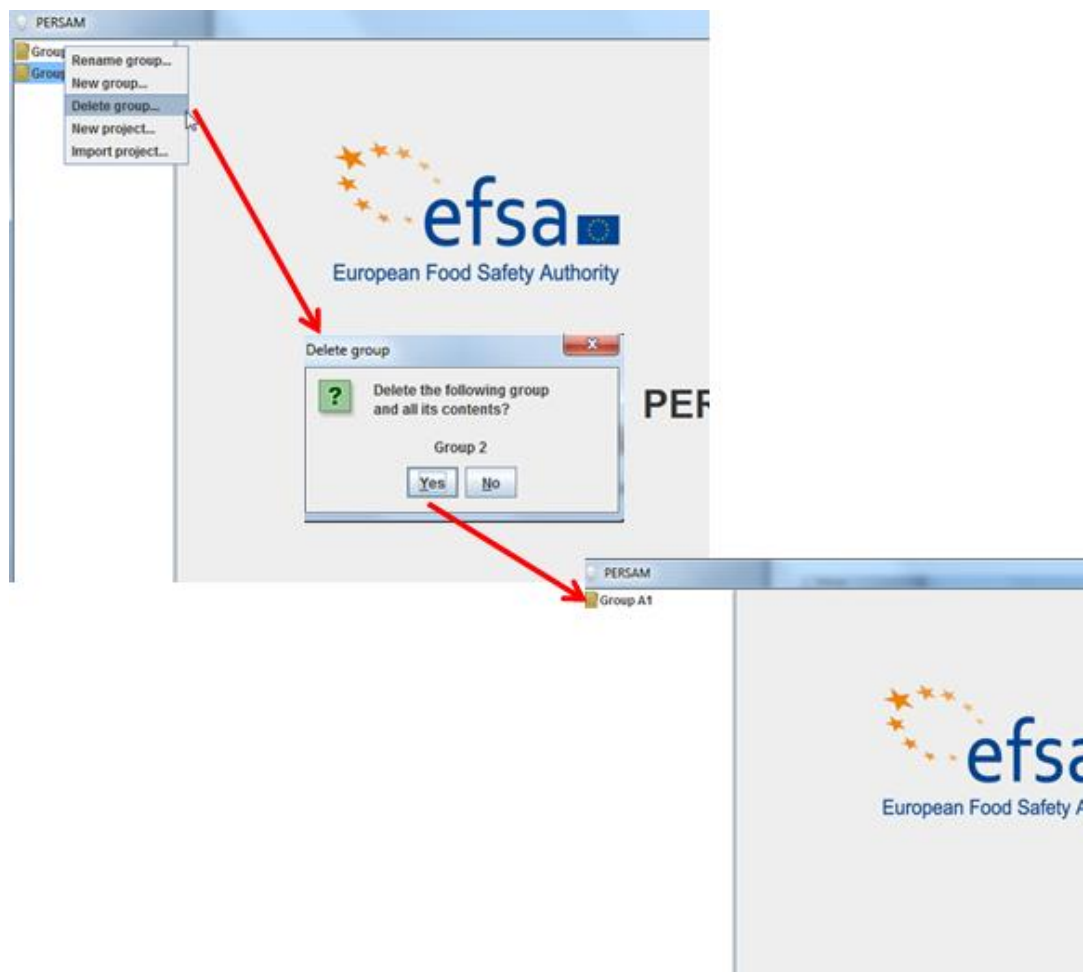 PERSAM
Group
Group
Rename group...
New group...
Delete group...
New project...
Import project...
efsa
European Food Safety Authority
Delete group
X
?
Delete the following group
and all its contents?
Group 2
Yes No
PER
PERSAM
Group A1
efsa
European Food Safety A